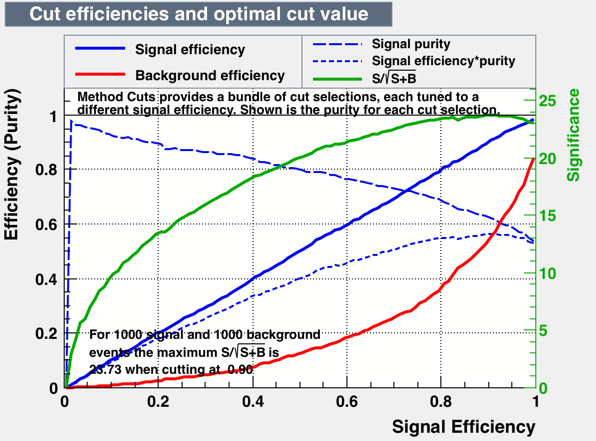 Cut efficiencies and optimal cut value
Signal efficiency
Background efficiency
Signal purity
Signal efficiency*purity
S/√S+B
Method Cuts provides a bundle of cut selections, each tuned to a
different signal efficiency. Shown is the purity for each cut selection.
Efficiency (Purity)
1
0.8
0.6
0.4
0.2
0
25
20
15
10
5
0
Significance
For 1000 signal and 1000 background
events the maximum S/√S+B is
23.73 when cutting at 0.90
0
0.2
0.4
0.6
0.8
1
Signal Efficiency